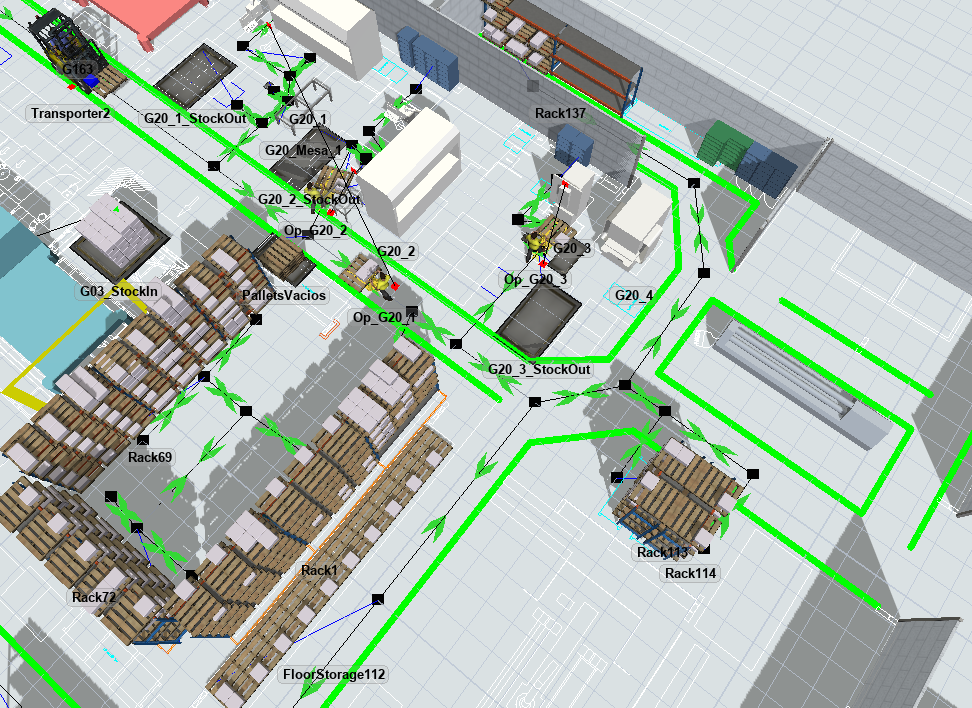 G163
Transporter2
G20_1_StockOut
G20_1
Rack137
G20_Mesa_1
G20_2_StockOut
Op_G20_2
G20_2
G20_3
Op_G20_3
G03_StockIn
PalletsVacios
G20_4
Op_G20_1
G20_3_StockOut
Rack69
Rack113
Rack1
Rack114
Rack72
FloorStorage112